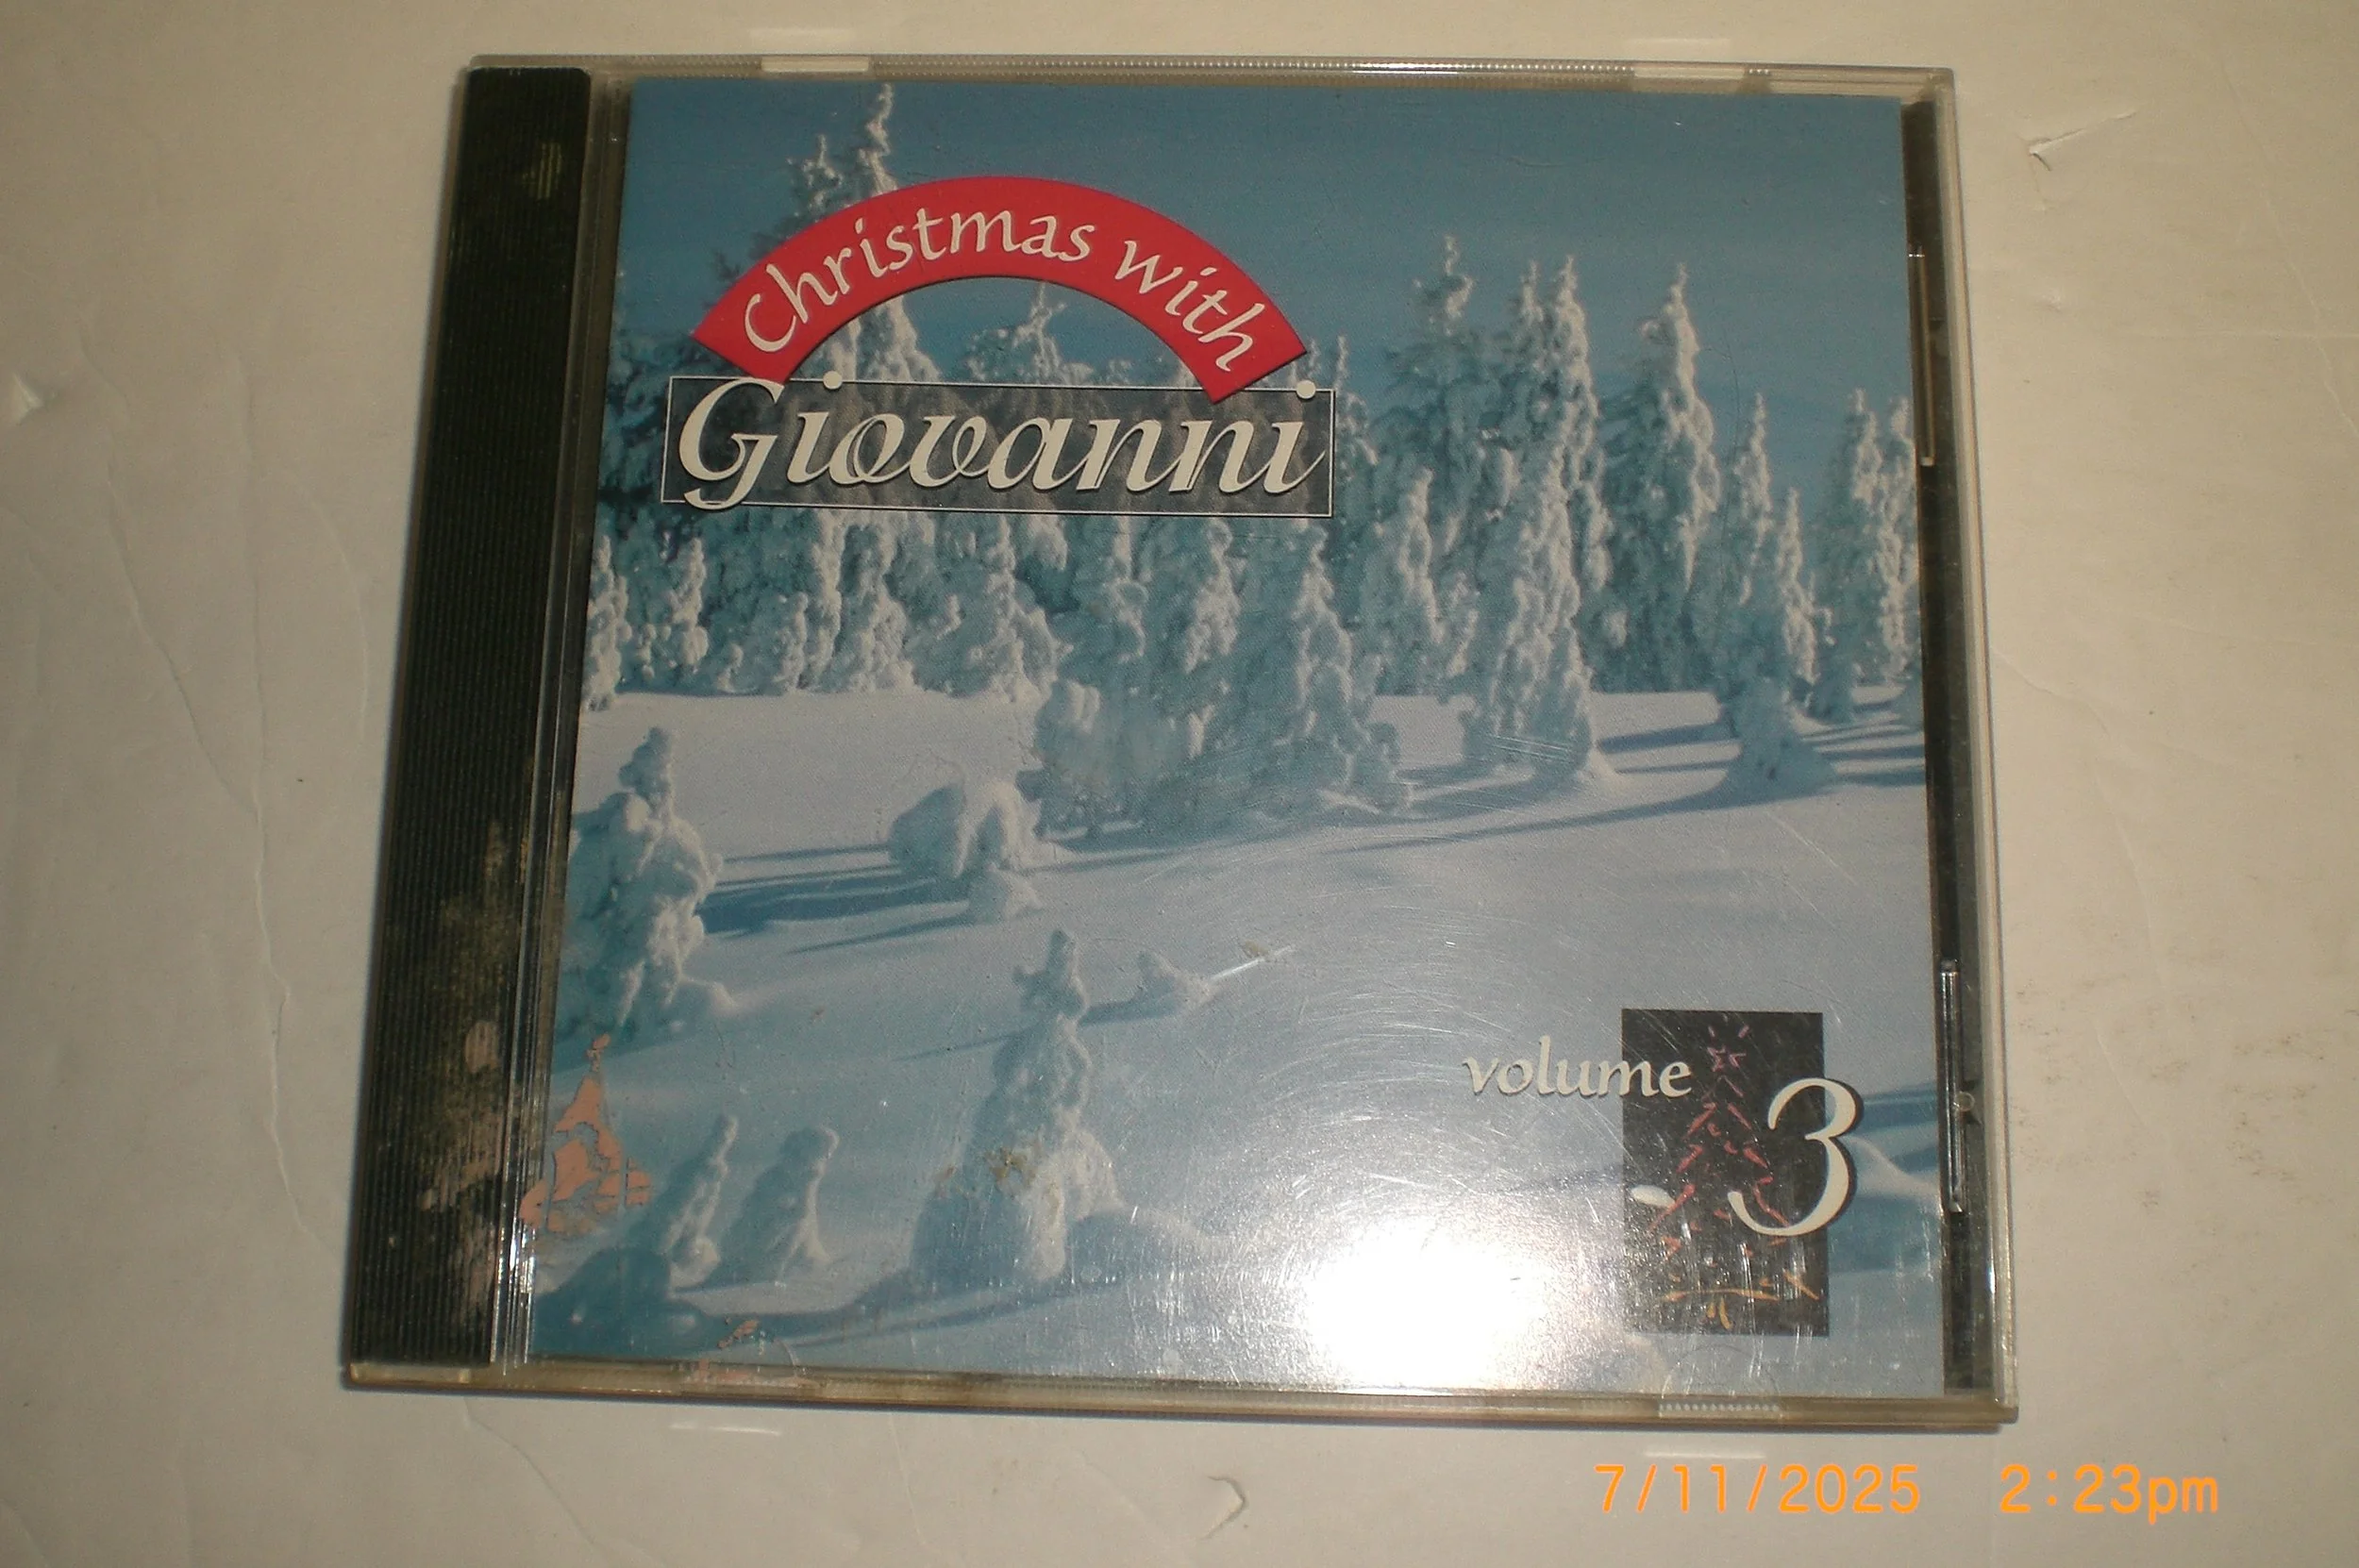 Christmas with
Giovanni
volume
3
7/11/2025 2:23pm